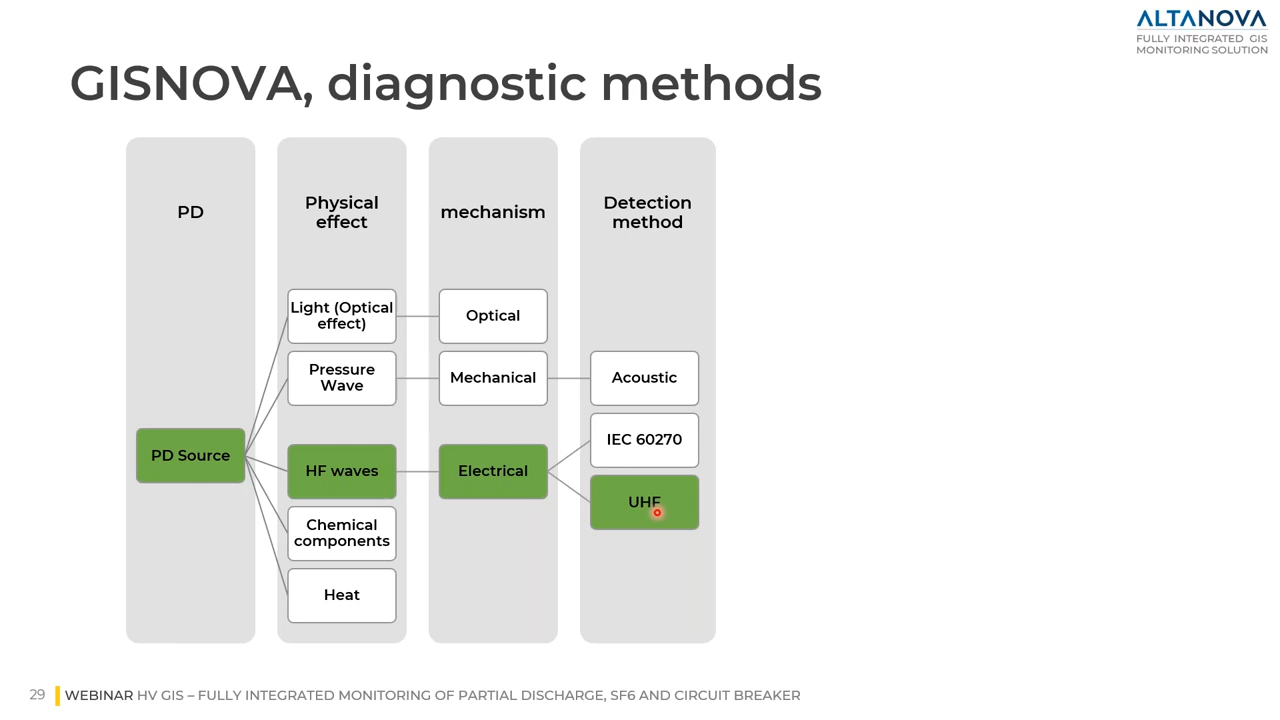 ALTANOVA
FULLY INTEGRATED GIS
MONITORING SOLUTION
GISNOVA, diagnostic methods
PD
Physical
effect
mechanism
Detection
method
Light (Optical
effect)
Optical
Pressure
Wave
Mechanical
Acoustic
IEC 60270
PD Source
HF waves
Electrical
UHF
Chemical
components
Heat
29 WEBINAR HV GIS – FULLY INTEGRATED MONITORING OF PARTIAL DISCHARGE, SF6 AND CIRCUIT BREAKER